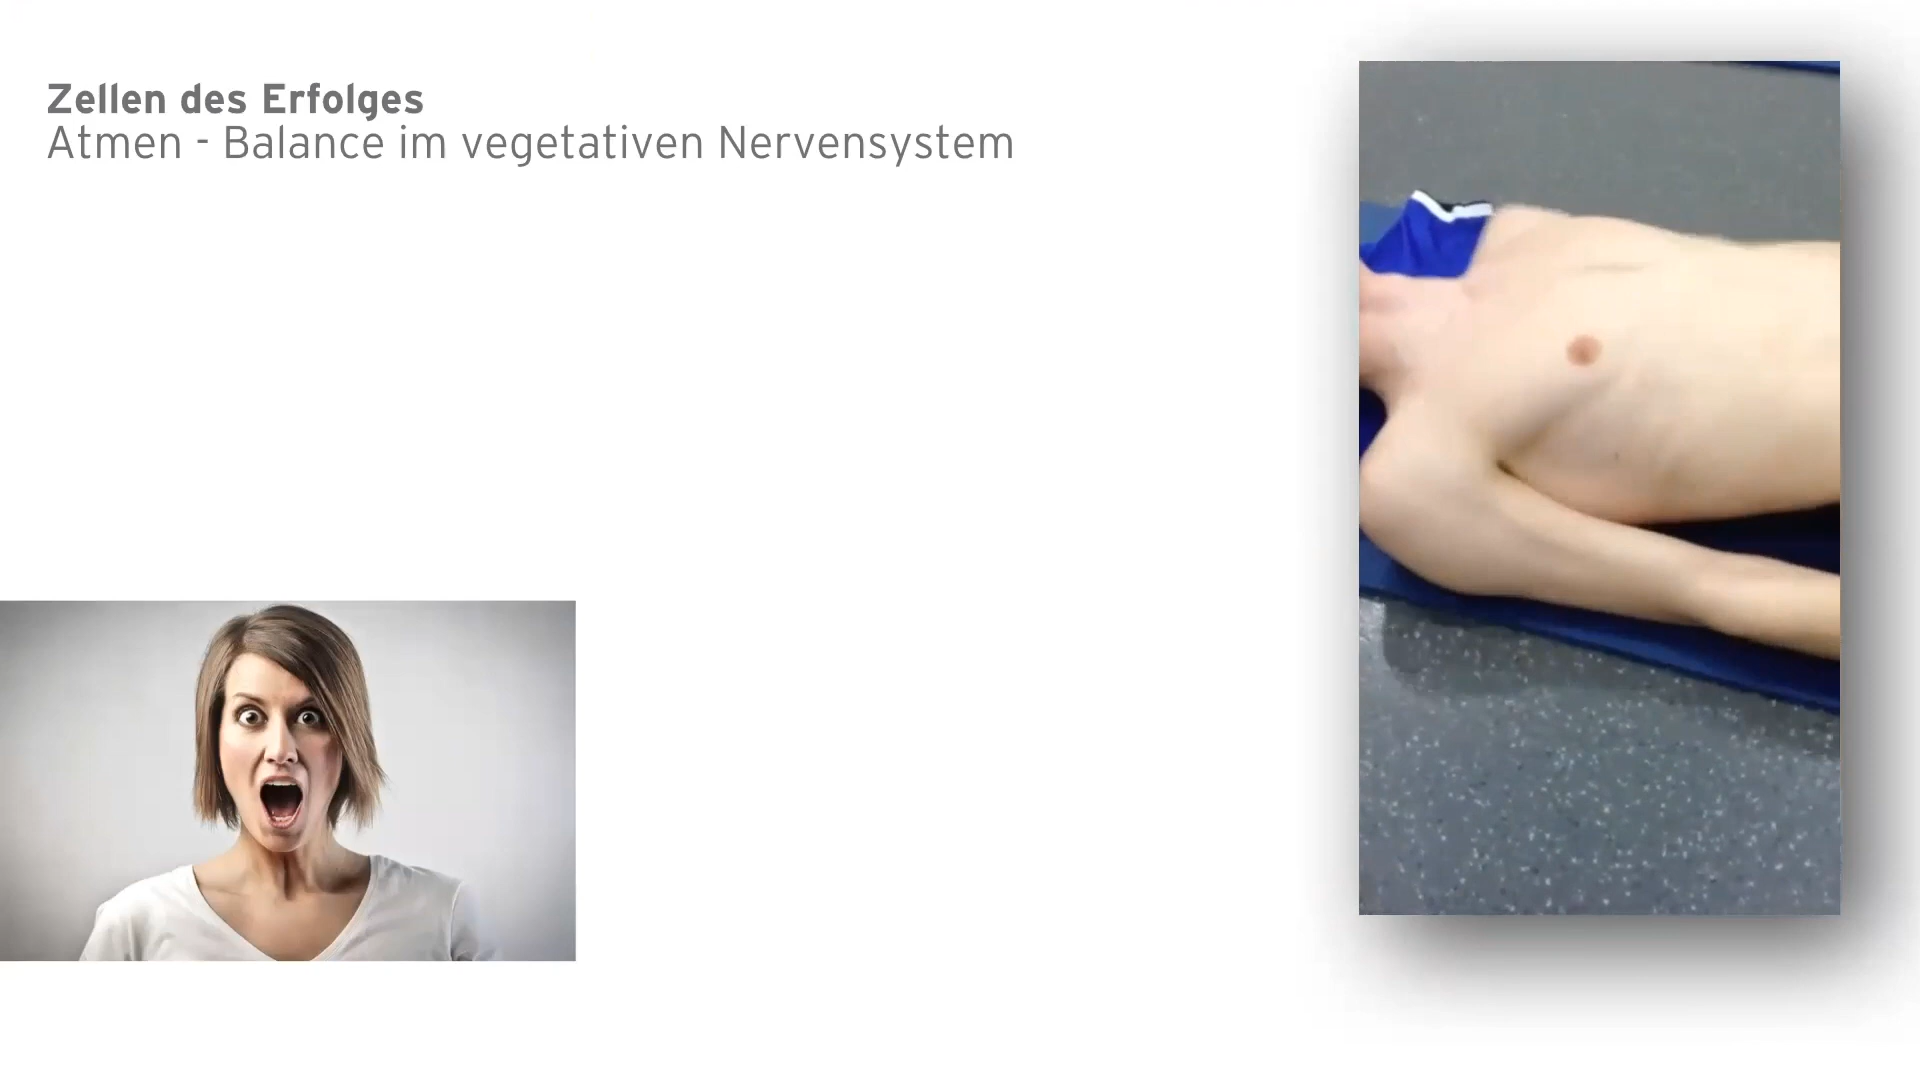 Zellen des Erfolges
Atmen - Balance im vegetativen Nervensystem